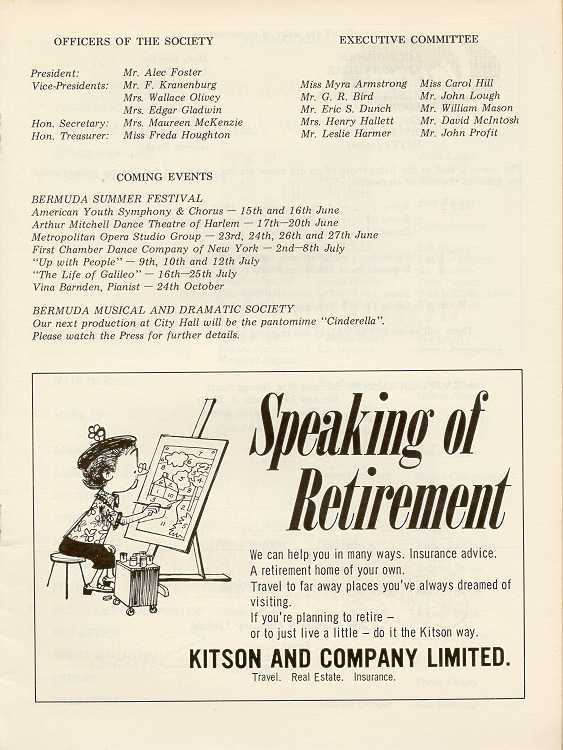 OFFICERS OF THE SOCIETY
President: Mr. Alec Foster
Vice-Presidents: Mr. F. Kranenburg
Mrs. Wallace Olivey
Mrs. Edgar Gladwin
Hon. Secretary: Mrs. Maureen McKenzie
Hon. Treasurer: Miss Freda Houghton
EXECUTIVE COMMITTEE
Miss Myra Armstrong Miss Carol Hill
Mr. G. R. Bird Mr. John Lough
Mr. Eric S. Dunch Mr. William Mason
Mrs. Henry Hallett Mr. David McIntosh
Mr. Leslie Harmer Mr. John Profit
COMING EVENTS
BERMUDA SUMMER FESTIVAL
American Youth Symphony & Chorus — 15th and 16th June
Arthur Mitchell Dance Theatre of Harlem — 17th—20th June
Metropolitan Opera Studio Group — 23rd, 24th, 26th and 27th June
First Chamber Dance Company of New York — 2nd—8th July
"Up with People" — 9th, 10th and 12th July
"The Life of Galileo" — 16th—25th July
Vina Barnden, Pianist — 24th October
BERMUDA MUSICAL AND DRAMATIC SOCIETY
Our next production at City Hall will be the pantomime "Cinderella".
Please watch the Press for further details.
Speaking of
Retirement
We can help you in many ways. Insurance advice.
A retirement home of your own.
Travel to far away places you've always dreamed of
visiting.
If you're planning to retire —
or to just live a little — do it the Kitson way.
KITSON AND COMPANY LIMITED.
Travel. Real Estate. Insurance.